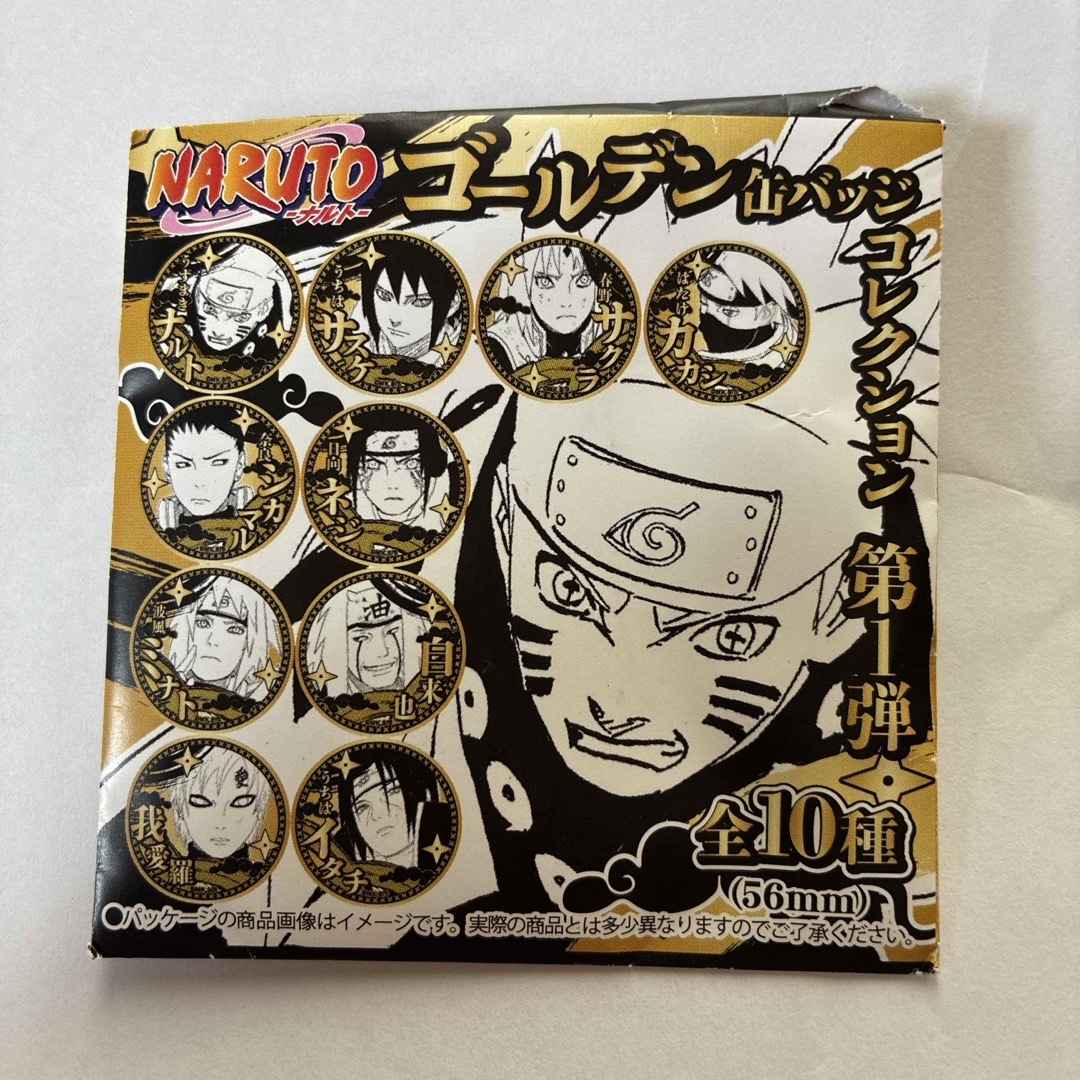 NARUTO
-ナルト-
ゴールデン缶バッジ
コレクション 第1弾
うずまき
ナルト
うちは
サスケ
春野
サクラ
はたけ
カカシ
奈良
シカマル
日向
ネジ
波風
ミナト
油
自来也
愛
我愛羅
うちは
イタチ
全10種
(56mm)
●パッケージの商品画像はイメージです。実際の商品とは多少異なりますのでご了承ください。